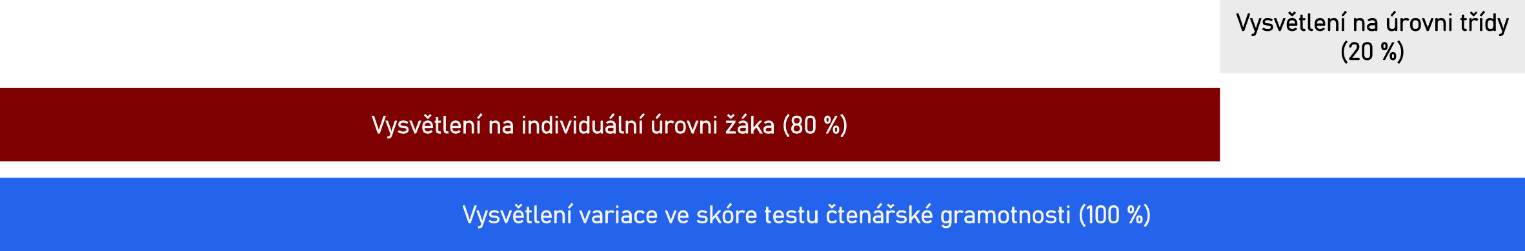 Vysvětlení na úrovni třídy
(20 %)
Vysvětlení na individuální úrovni žáka (80 %)
Vysvětlení variace ve skóre testu čtenářské gramotnosti (100 %)